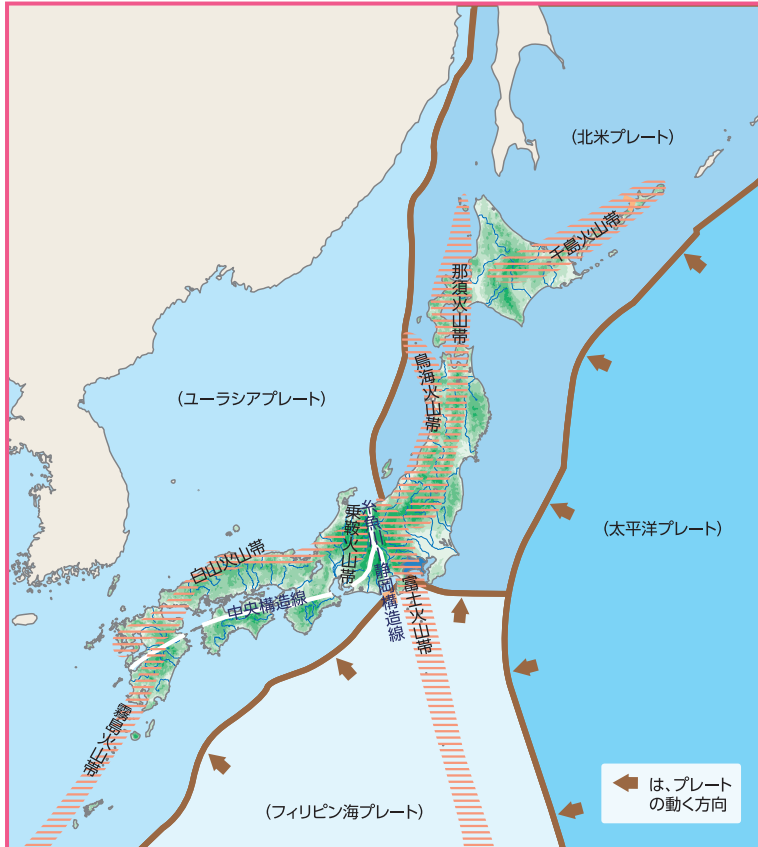 (北米プレート)
千島火山帯
那須火山帯
鳥海火山帯
(ユーラシアプレート)
(太平洋プレート)
糸魚川―静岡構造線
乗鞍火山帯
白山火山帯
富士火山帯
中央構造線
霧島火山帯
(フィリピン海プレート)
は、プレート
の動く方向